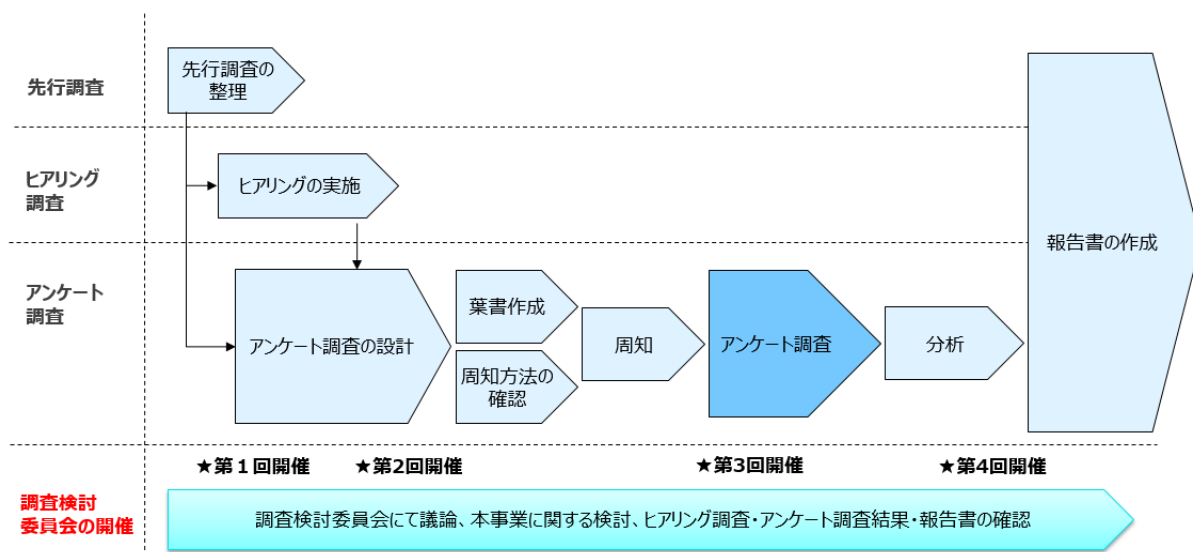 先行調査
先行調査の
整理
ヒアリング
調査
ヒアリングの実施
アンケート
調査
アンケート調査の設計
葉書作成
周知方法の
確認
周知
アンケート調査
分析
報告書の作成
★第１回開催
★第2回開催
★第3回開催
★第4回開催
調査検討
委員会の開催
調査検討委員会にて議論、本事業に関する検討、ヒアリング調査・アンケート調査結果・報告書の確認